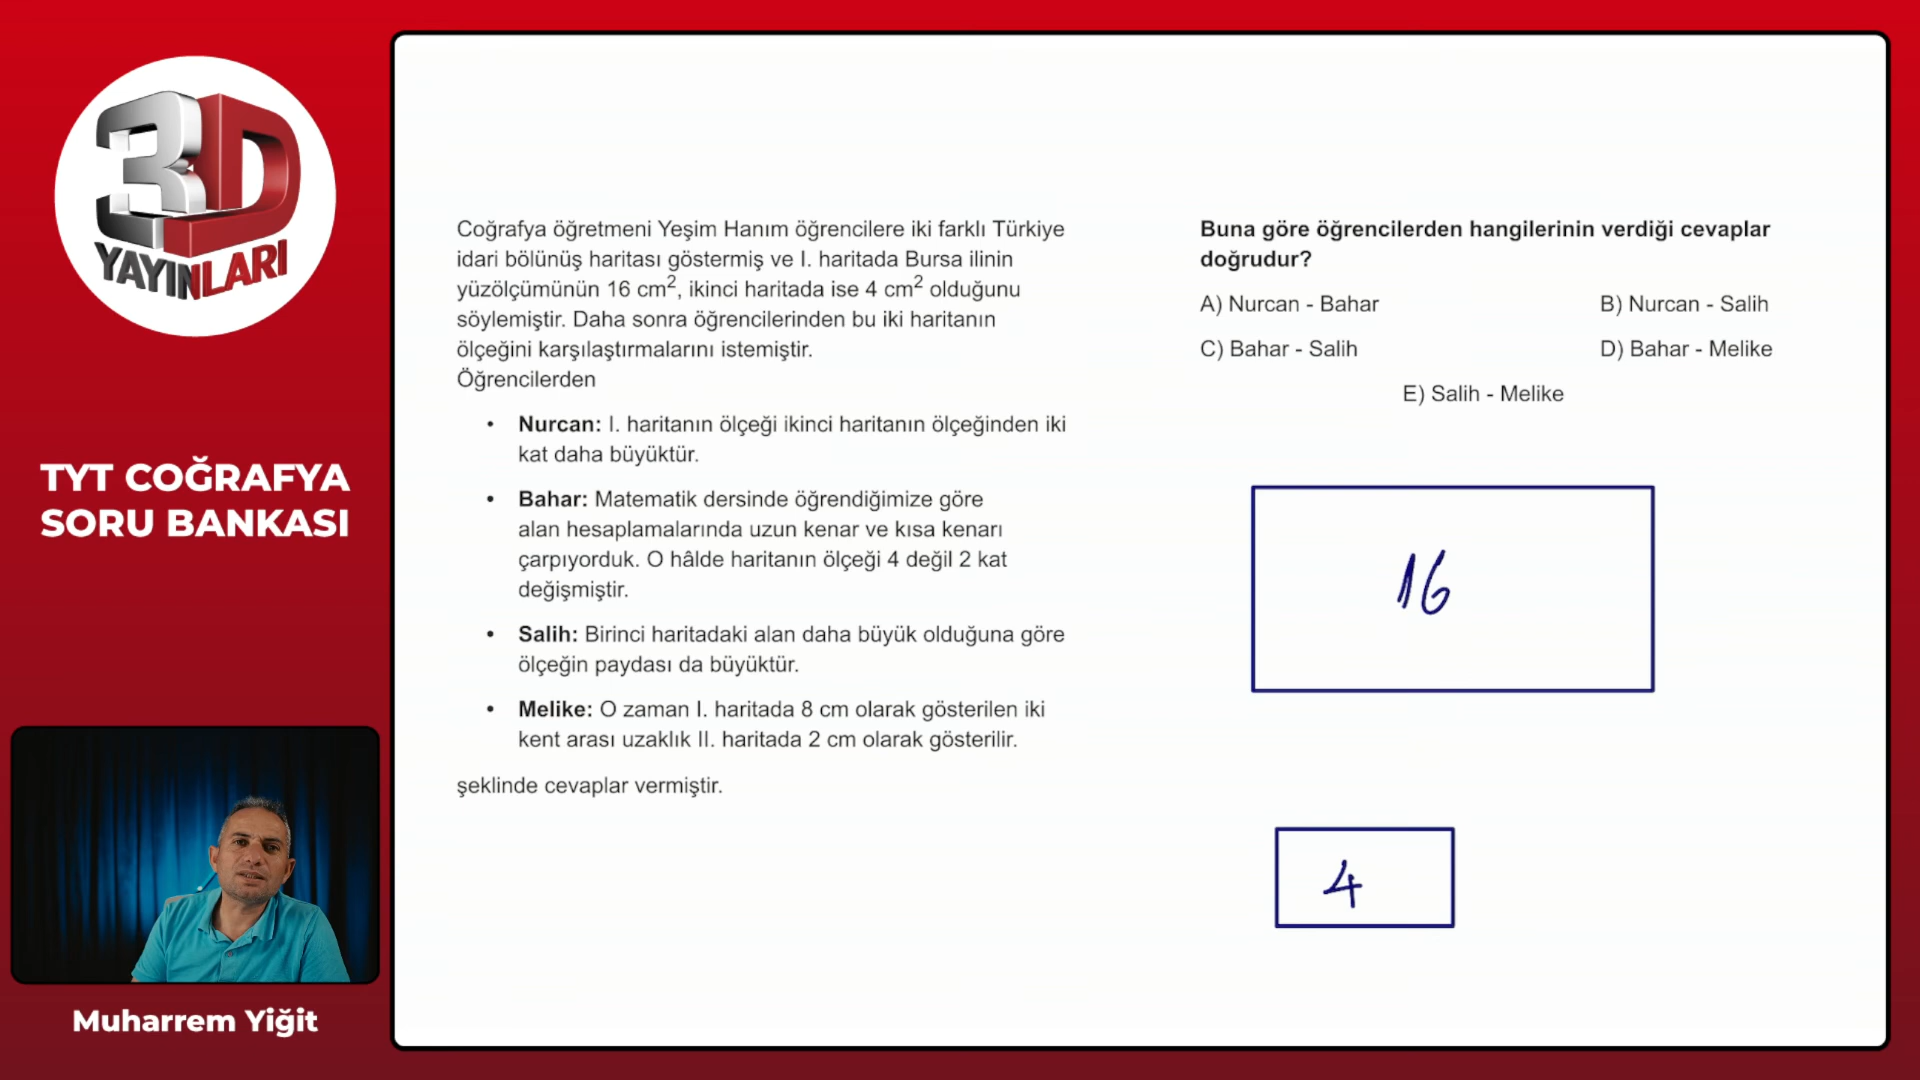 3D
YAYINLARI
TYT COĞRAFYA
SORU BANKASI
Muharrem Yiğit
Coğrafya öğretmeni Yeşim Hanım öğrencilere iki farklı Türkiye
idari bölünüş haritası göstermiş ve I. haritada Bursa ilinin
yüzölçümünün 16 cm², ikinci haritada ise 4 cm² olduğunu
söylemiştir. Daha sonra öğrencilerinden bu iki haritanın
ölçeğini karşılaştırmalarını istemiştir.
Öğrencilerden
• Nurcan: I. haritanın ölçeği ikinci haritanın ölçeğinden iki
kat daha büyüktür.
• Bahar: Matematik dersinde öğrendiğimize göre
alan hesaplamalarında uzun kenar ve kısa kenarı
çarpıyorduk. O hâlde haritanın ölçeği 4 değil 2 kat
değişmiştir.
• Salih: Birinci haritadaki alan daha büyük olduğuna göre
ölçeğin paydası da büyüktür.
• Melike: O zaman I. haritada 8 cm olarak gösterilen iki
kent arası uzaklık II. haritada 2 cm olarak gösterilir.
şeklinde cevaplar vermiştir.
Buna göre öğrencilerden hangilerinin verdiği cevaplar
doğrudur?
A) Nurcan - Bahar B) Nurcan - Salih
C) Bahar - Salih D) Bahar - Melike
E) Salih - Melike
16
4